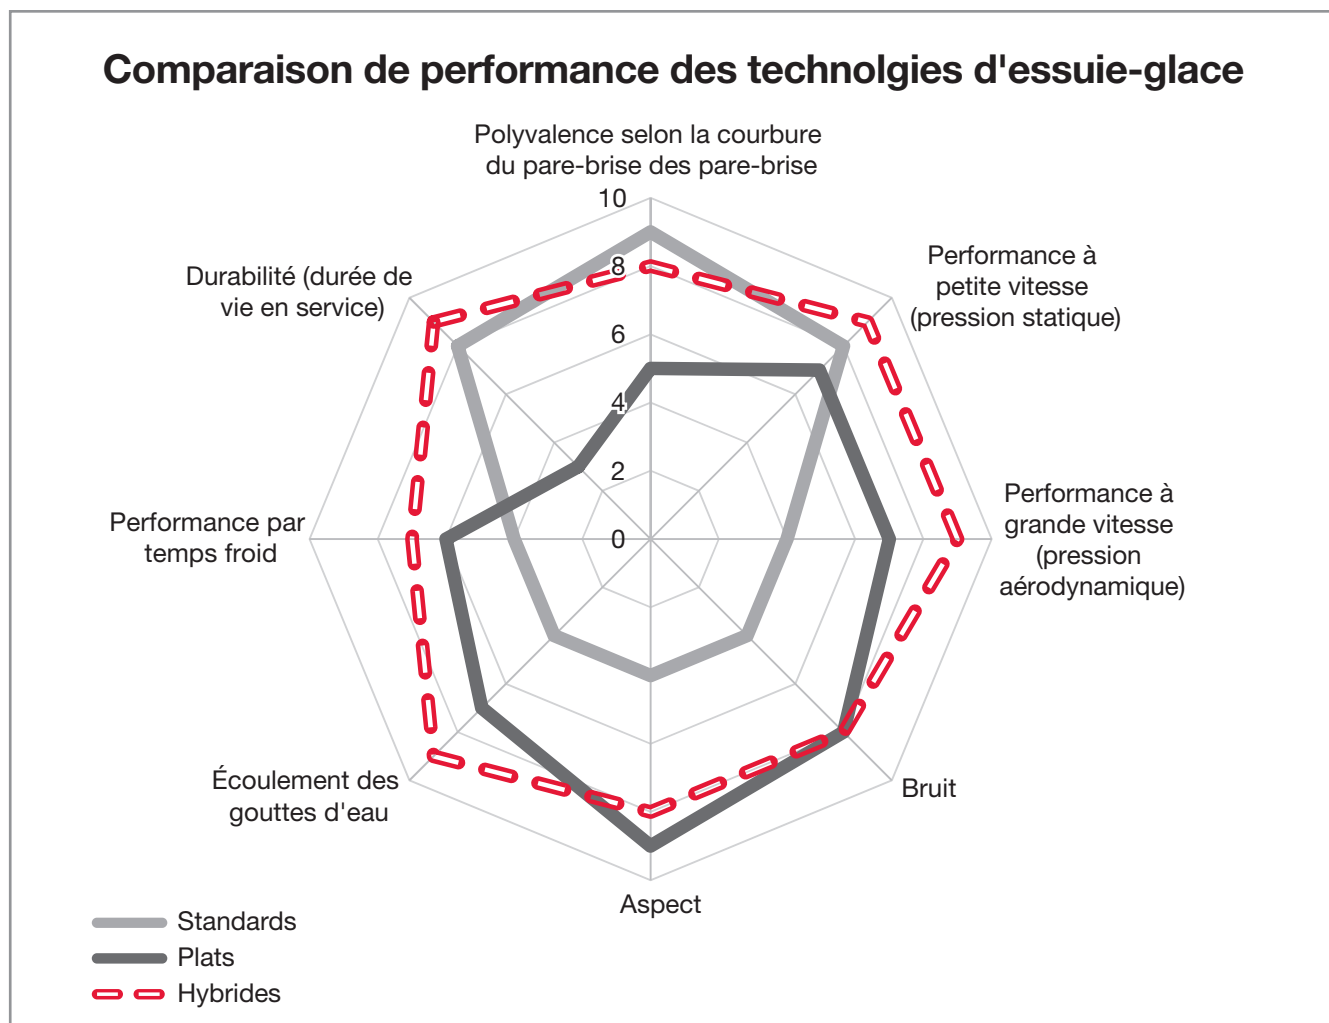 Comparaison de performance des technolgies d'essuie-glace
Polyvalence selon la courbure
du pare-brise des pare-brise
10
8
6
4
2
0
Performance à
petite vitesse
(pression statique)
Performance à
grande vitesse
(pression
aérodynamique)
Bruit
Aspect
Écoulement des
gouttes d'eau
Performance par
temps froid
Durabilité (durée de
vie en service)
Standards
Plats
Hybrides